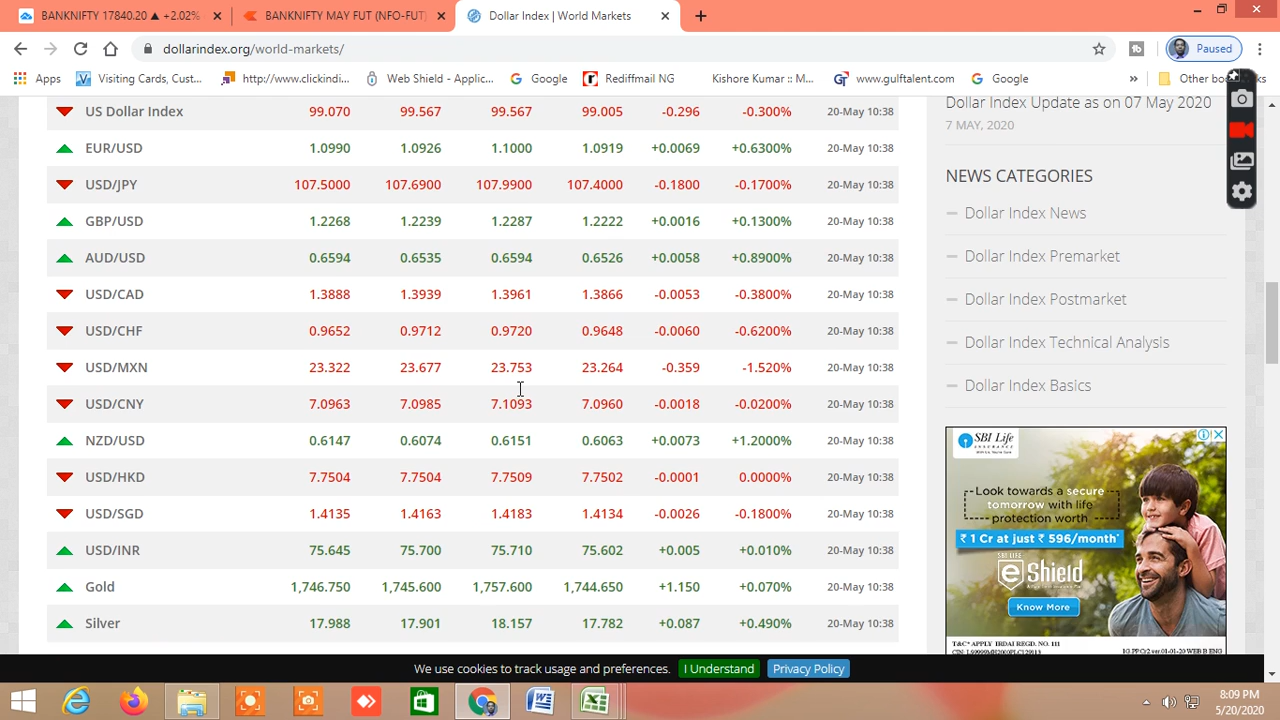 BANKNIFTY 17840.20 ▲ +2.02%
BANKNIFTY MAY FUT (NFO-FUT)
Dollar Index | World Markets
dollarindex.org/world-markets/
Paused
Apps
Visiting Cards, Cust...
http://www.clickindi...
Web Shield - Applic...
Google
Rediffmail NG
Kishore Kumar :: M...
www.gulftalent.com
Google
»
US Dollar Index 99.070 99.567 99.567 99.005 -0.296 -0.300% 20-May 10:38
EUR/USD 1.0990 1.0926 1.1000 1.0919 +0.0069 +0.6300% 20-May 10:38
USD/JPY 107.5000 107.6900 107.9900 107.4000 -0.1800 -0.1700% 20-May 10:38
GBP/USD 1.2268 1.2239 1.2287 1.2222 +0.0016 +0.1300% 20-May 10:38
AUD/USD 0.6594 0.6535 0.6594 0.6526 +0.0058 +0.8900% 20-May 10:38
USD/CAD 1.3888 1.3939 1.3961 1.3866 -0.0053 -0.3800% 20-May 10:38
USD/CHF 0.9652 0.9712 0.9720 0.9648 -0.0060 -0.6200% 20-May 10:38
USD/MXN 23.322 23.677 23.753 23.264 -0.359 -1.520% 20-May 10:38
USD/CNY 7.0963 7.0985 7.1093 7.0960 -0.0018 -0.0200% 20-May 10:38
NZD/USD 0.6147 0.6074 0.6151 0.6063 +0.0073 +1.2000% 20-May 10:38
USD/HKD 7.7504 7.7504 7.7509 7.7502 -0.0001 0.0000% 20-May 10:38
USD/SGD 1.4135 1.4163 1.4183 1.4134 -0.0026 -0.1800% 20-May 10:38
USD/INR 75.645 75.700 75.710 75.602 +0.005 +0.010% 20-May 10:38
Gold 1,746.750 1,745.600 1,757.600 1,744.650 +1.150 +0.070% 20-May 10:38
Silver 17.988 17.901 18.157 17.782 +0.087 +0.490% 20-May 10:38
Dollar Index Update as on 07 May 2020
7 MAY, 2020
NEWS CATEGORIES
Dollar Index News
Dollar Index Premarket
Dollar Index Postmarket
Dollar Index Technical Analysis
Dollar Index Basics
SBI Life
INSURANCE
Look towards a secure
tomorrow with life
protection worth
₹ 1 Cr at just ₹ 596/month*
SBI LIFE
eShield
Know More
T&C* APPLY IRDAI REGD. NO. 111
We use cookies to track usage and preferences. I Understand Privacy Policy
8:09 PM
5/20/2020